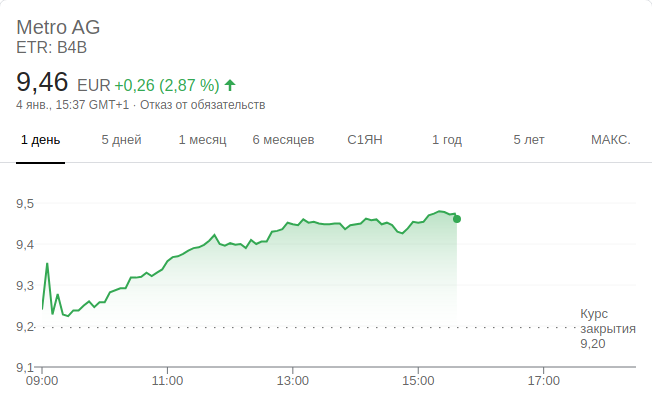 Metro AG
ETR: B4B
9,46 EUR +0,26 (2,87 %)
4 янв., 15:37 GMT+1 · Отказ от обязательств
1 день 5 дней 1 месяц 6 месяцев С1ЯН 1 год 5 лет МАКС.
9,5
9,4
9,3
9,2
9,1
Курс
закрытия
9,20
09:00 11:00 13:00 15:00 17:00